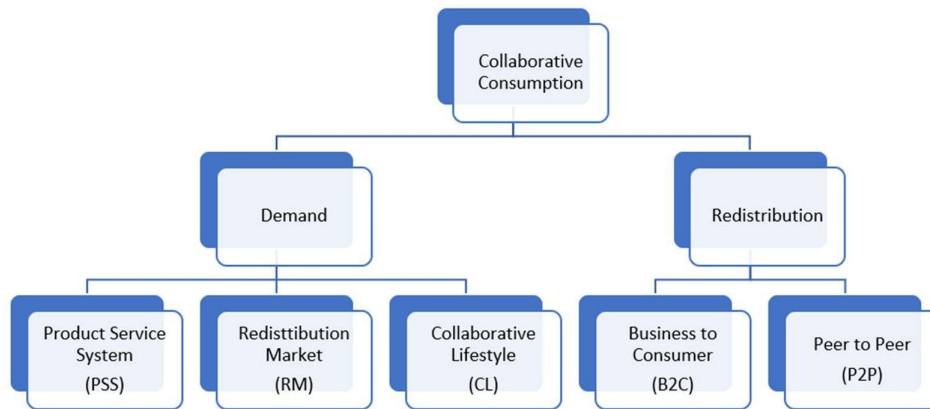 Collaborative
Consumption
Demand
Redistribution
Product Service
System
(PSS)
Redisttibution
Market
(RM)
Collaborative
Lifestyle
(CL)
Business to
Consumer
(B2C)
Peer to Peer
(P2P)